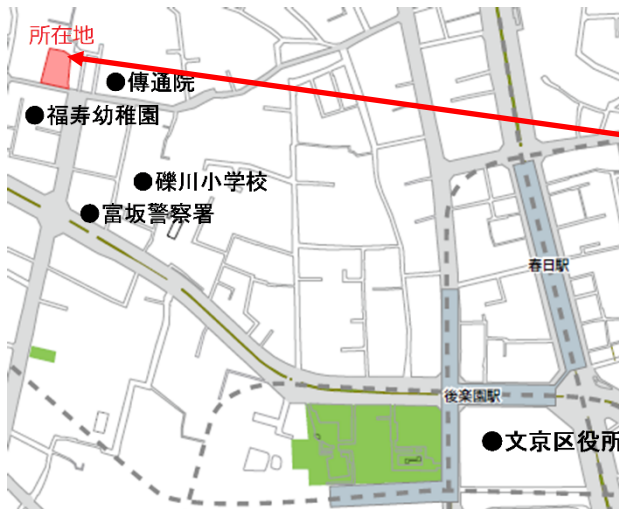 所在地
●傳通院
●福寿幼稚園
●礫川小学校
●富坂警察署
春日駅
後楽園駅
●文京区役所